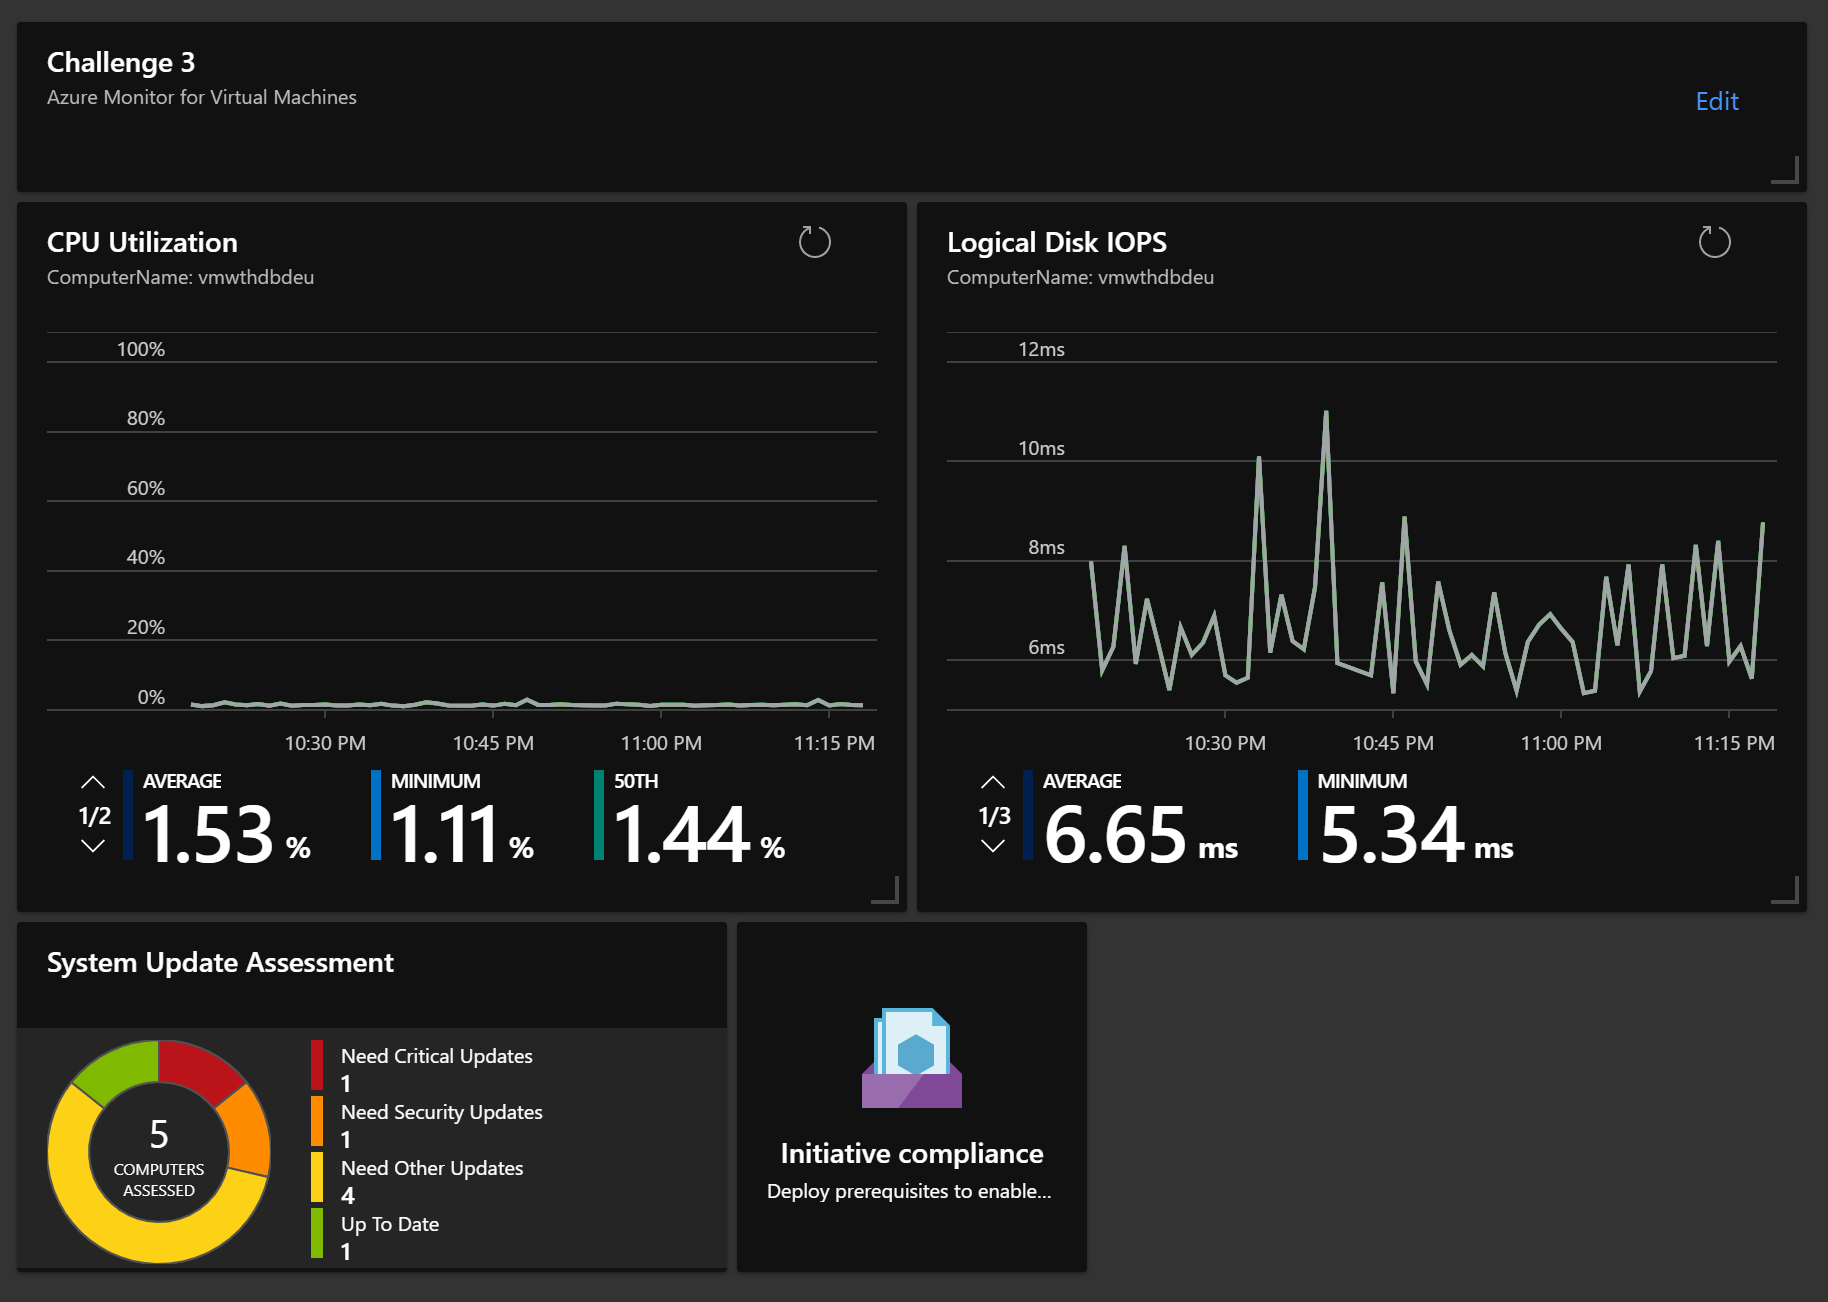 Challenge 3
Azure Monitor for Virtual Machines
Edit
CPU Utilization
ComputerName: vmwthdbdeu
100%
80%
60%
40%
20%
0%
10:30 PM
10:45 PM
11:00 PM
11:15 PM
1/2
AVERAGE
1.53 %
MINIMUM
1.11 %
50TH
1.44 %
Logical Disk IOPS
ComputerName: vmwthdbdeu
12ms
10ms
8ms
6ms
10:30 PM
10:45 PM
11:00 PM
11:15 PM
1/3
AVERAGE
6.65 ms
MINIMUM
5.34 ms
System Update Assessment
5
COMPUTERS
ASSESSED
Need Critical Updates
1
Need Security Updates
1
Need Other Updates
4
Up To Date
1
Initiative compliance
Deploy prerequisites to enable...